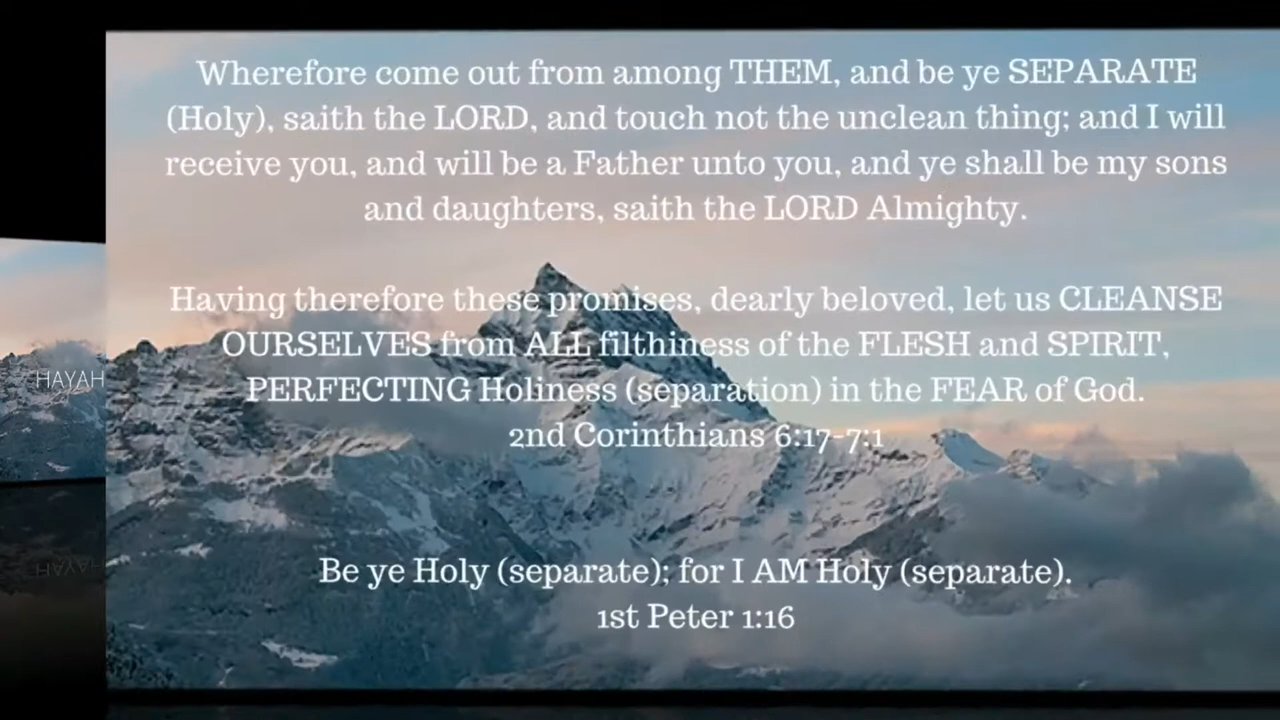 Wherefore come out from among THEM, and be ye SEPARATE
(Holy), saith the LORD, and touch not the unclean thing; and I will
receive you, and will be a Father unto you, and ye shall be my sons
and daughters, saith the LORD Almighty.
Having therefore these promises, dearly beloved, let us CLEANSE
OURSELVES from ALL filthiness of the FLESH and SPIRIT,
PERFECTING Holiness (separation) in the FEAR of God.
2nd Corinthians 6:17-7:1
Be ye Holy (separate); for I AM Holy (separate).
1st Peter 1:16
HAYAH
HAYAH